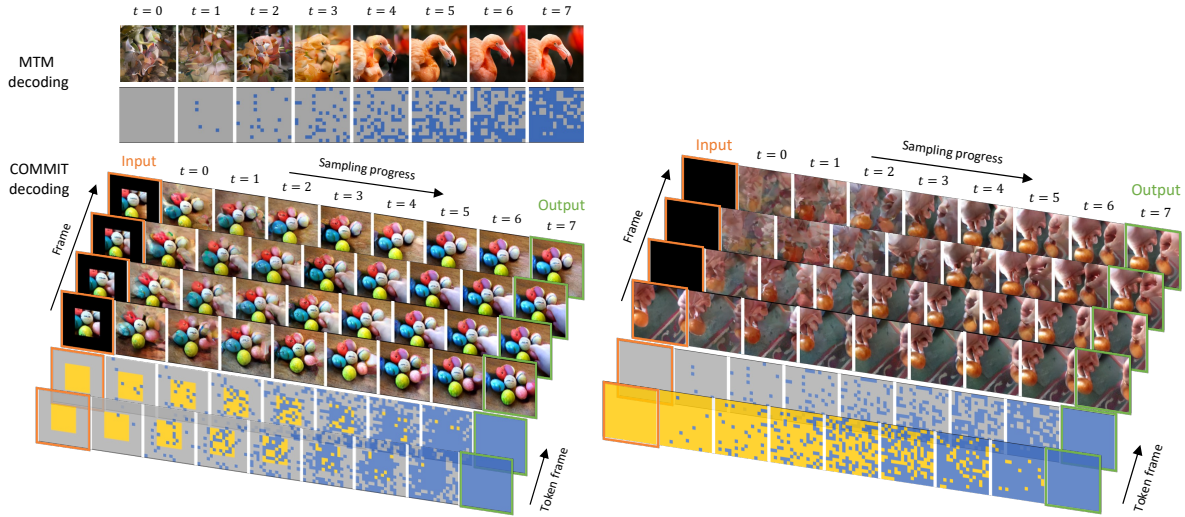 t = 0 t = 1 t = 2 t = 3 t = 4 t = 5 t = 6 t = 7
MTM
decoding
COMMIT
decoding
Input
Sampling progress
t = 0
t = 1
t = 2
t = 3
t = 4
t = 5
t = 6
Output
t = 7
Frame
Token frame
Input
Sampling progress
t = 0
t = 1
t = 2
t = 3
t = 4
t = 5
t = 6
Output
t = 7
Frame
Token frame